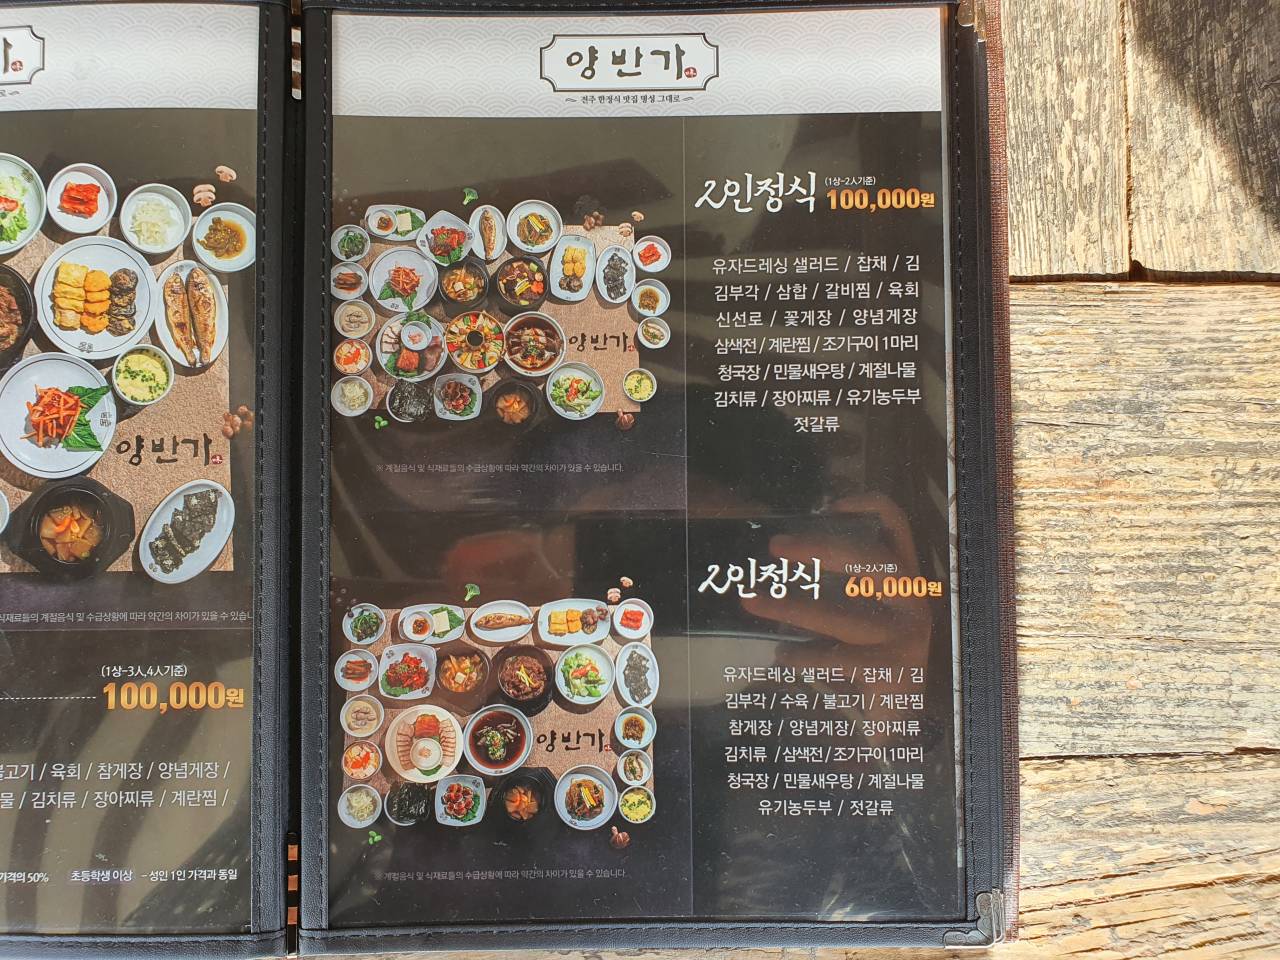 (1상-3人,4人기준)
100,000원
육회 / 참게장 / 양념게장 /
김치류 / 장아찌류 / 계란찜 /
초등학생 이상 - 성인 1인 가격과 동일
양반가
양반가
전주 한정식 맛집 명성 그대로
2인정식 (1상-2人기준)
100,000원
유자드레싱 샐러드 / 잡채 / 김
김부각 / 삼합 / 갈비찜 / 육회
신선로 / 꽃게장 / 양념게장
삼색전 / 계란찜 / 조기구이 1마리
청국장 / 민물새우탕 / 계절나물
김치류 / 장아찌류 / 유기농두부
젓갈류
양반가
※ 계절음식 및 식재료들의 수급상황에 따라 약간의 차이가 있을 수 있습니다.
2인정식 (1상-2人기준)
60,000원
유자드레싱 샐러드 / 잡채 / 김
김부각 / 수육 / 불고기 / 계란찜
참게장 / 양념게장 / 장아찌류
김치류 / 삼색전 / 조기구이 1마리
청국장 / 민물새우탕 / 계절나물
유기농두부 / 젓갈류
양반가
※ 계절음식 및 식재료들의 수급상황에 따라 약간의 차이가 있을 수 있습니다.